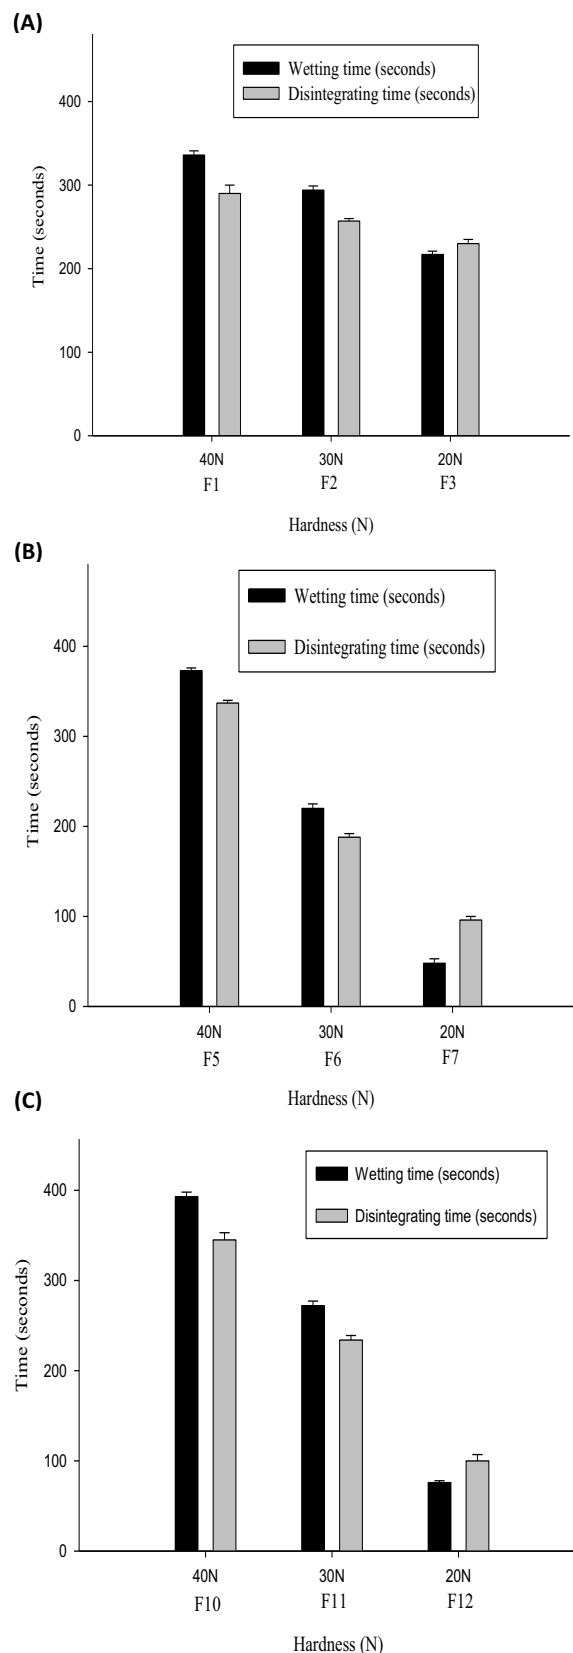 (A)
Wetting time (seconds)
Disintegrating time (seconds)
400
300
200
100
0
Time (seconds)
40N 30N 20N
F1 F2 F3
Hardness (N)
(B)
Wetting time (seconds)
Disintegrating time (seconds)
400
300
200
100
0
Time (seconds)
40N 30N 20N
F5 F6 F7
Hardness (N)
(C)
Wetting time (seconds)
Disintegrating time (seconds)
400
300
200
100
0
Time (seconds)
40N 30N 20N
F10 F11 F12
Hardness (N)